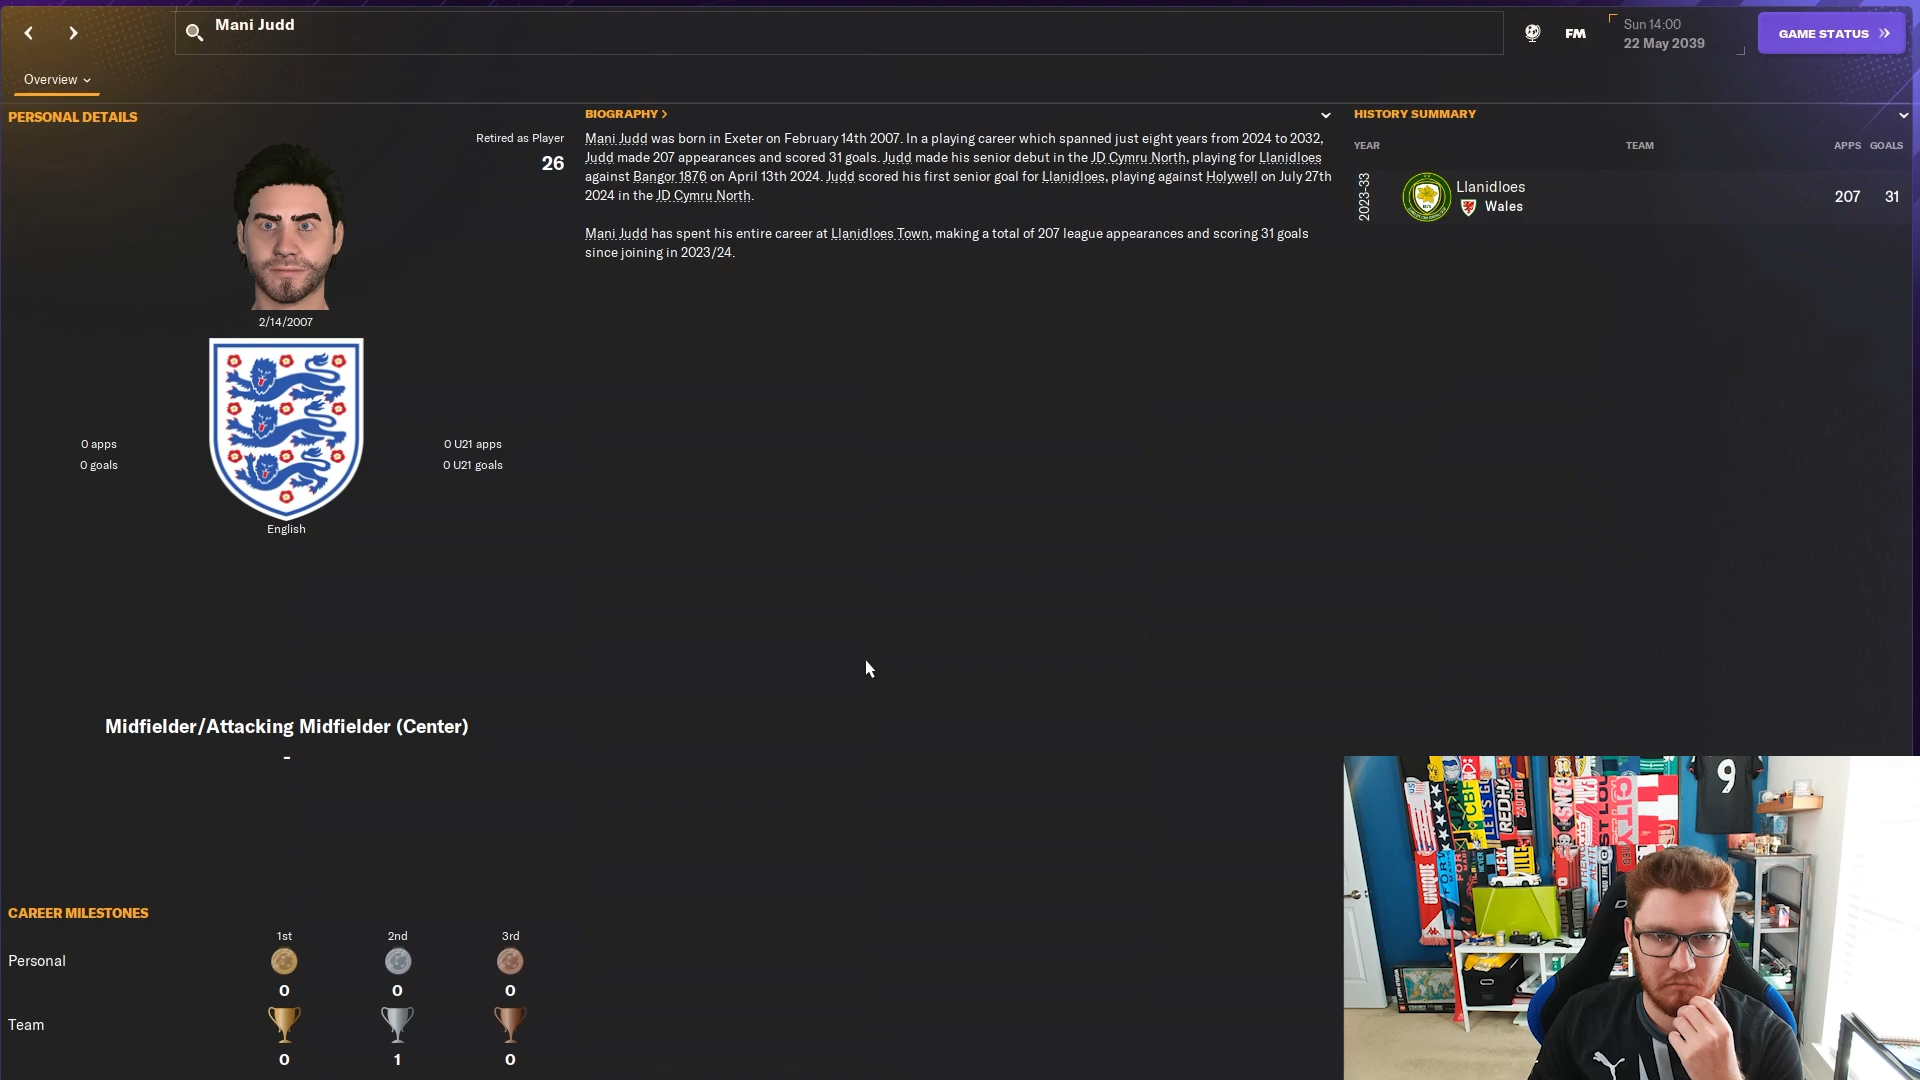 Mani Judd
FM
Sun 14:00
22 May 2039
GAME STATUS
Overview
PERSONAL DETAILS
Retired as Player
26
2/14/2007
0 apps
0 goals
0 U21 apps
0 U21 goals
English
Midfielder/Attacking Midfielder (Center)
-
CAREER MILESTONES
1st 2nd 3rd
Personal
0 0 0
Team
0 1 0
BIOGRAPHY >
Mani Judd was born in Exeter on February 14th 2007. In a playing career which spanned just eight years from 2024 to 2032,
Judd made 207 appearances and scored 31 goals. Judd made his senior debut in the JD Cymru North, playing for Llanidloes
against Bangor 1876 on April 13th 2024. Judd scored his first senior goal for Llanidloes, playing against Holywell on July 27th
2024 in the JD Cymru North.
Mani Judd has spent his entire career at Llanidloes Town, making a total of 207 league appearances and scoring 31 goals
since joining in 2023/24.
HISTORY SUMMARY
YEAR TEAM APPS GOALS
2023-33
Llanidloes
Wales
207 31
9
CBF
LET'S G
REDHA
CITY
ST LOU
UNIQUE